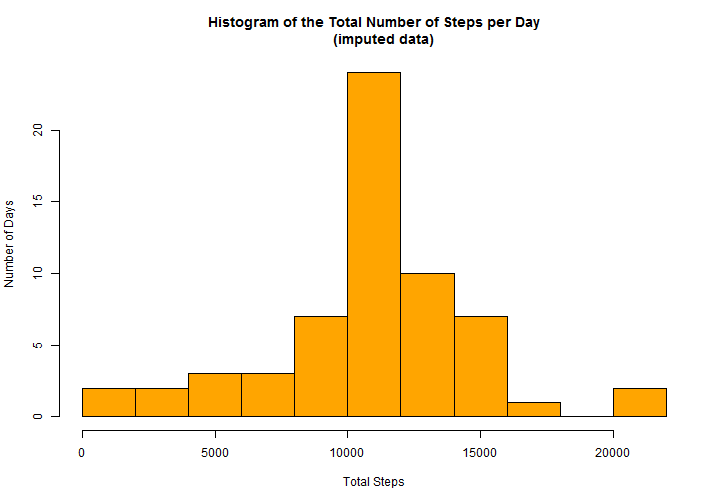 Histogram of the Total Number of Steps per Day
(imputed data)
20
15
10
5
0
Number of Days
0 5000 10000 15000 20000
Total Steps